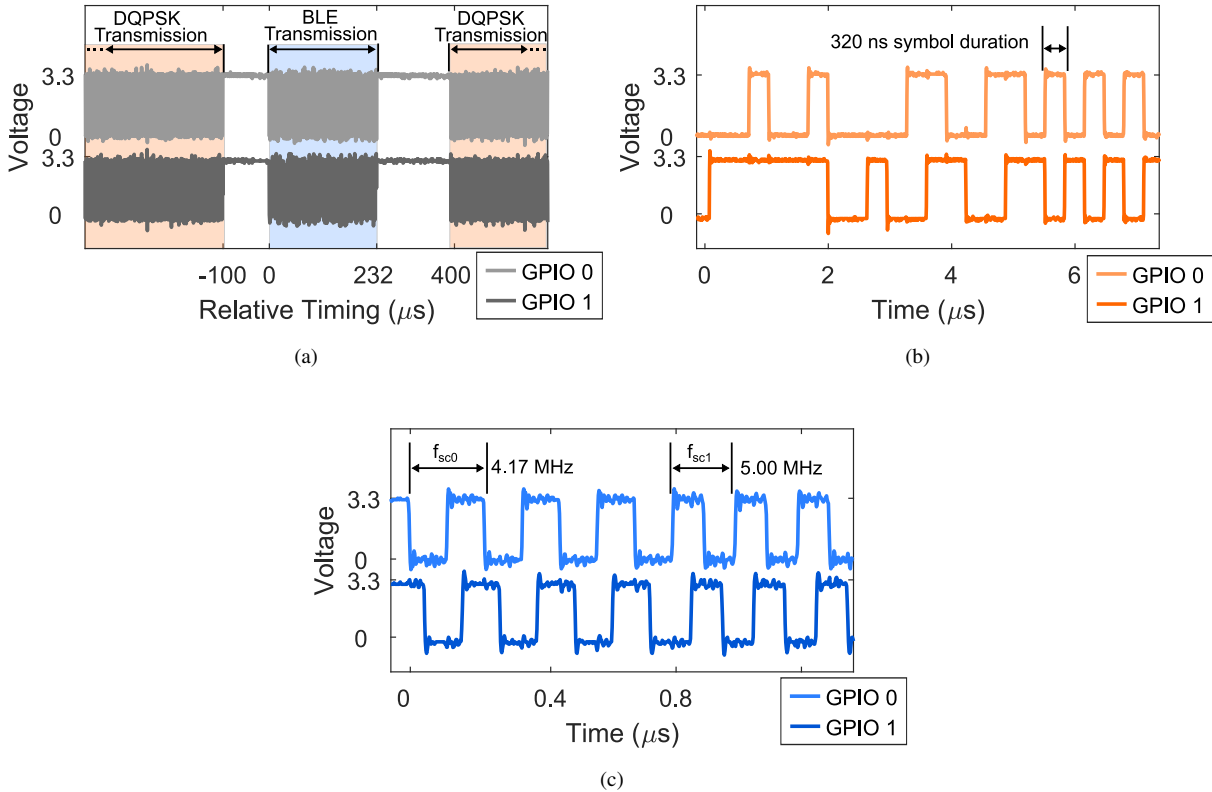 DQPSK
Transmission
BLE
Transmission
DQPSK
Transmission
Voltage
3.3
0
3.3
0
-100
0
232
400
Relative Timing (μs)
GPIO 0
GPIO 1
(a)
320 ns symbol duration
Voltage
3.3
0
3.3
0
0
2
4
6
Time (μs)
GPIO 0
GPIO 1
(b)
fsc0
4.17 MHz
fsc1
5.00 MHz
Voltage
3.3
0
3.3
0
0
0.4
0.8
Time (μs)
GPIO 0
GPIO 1
(c)